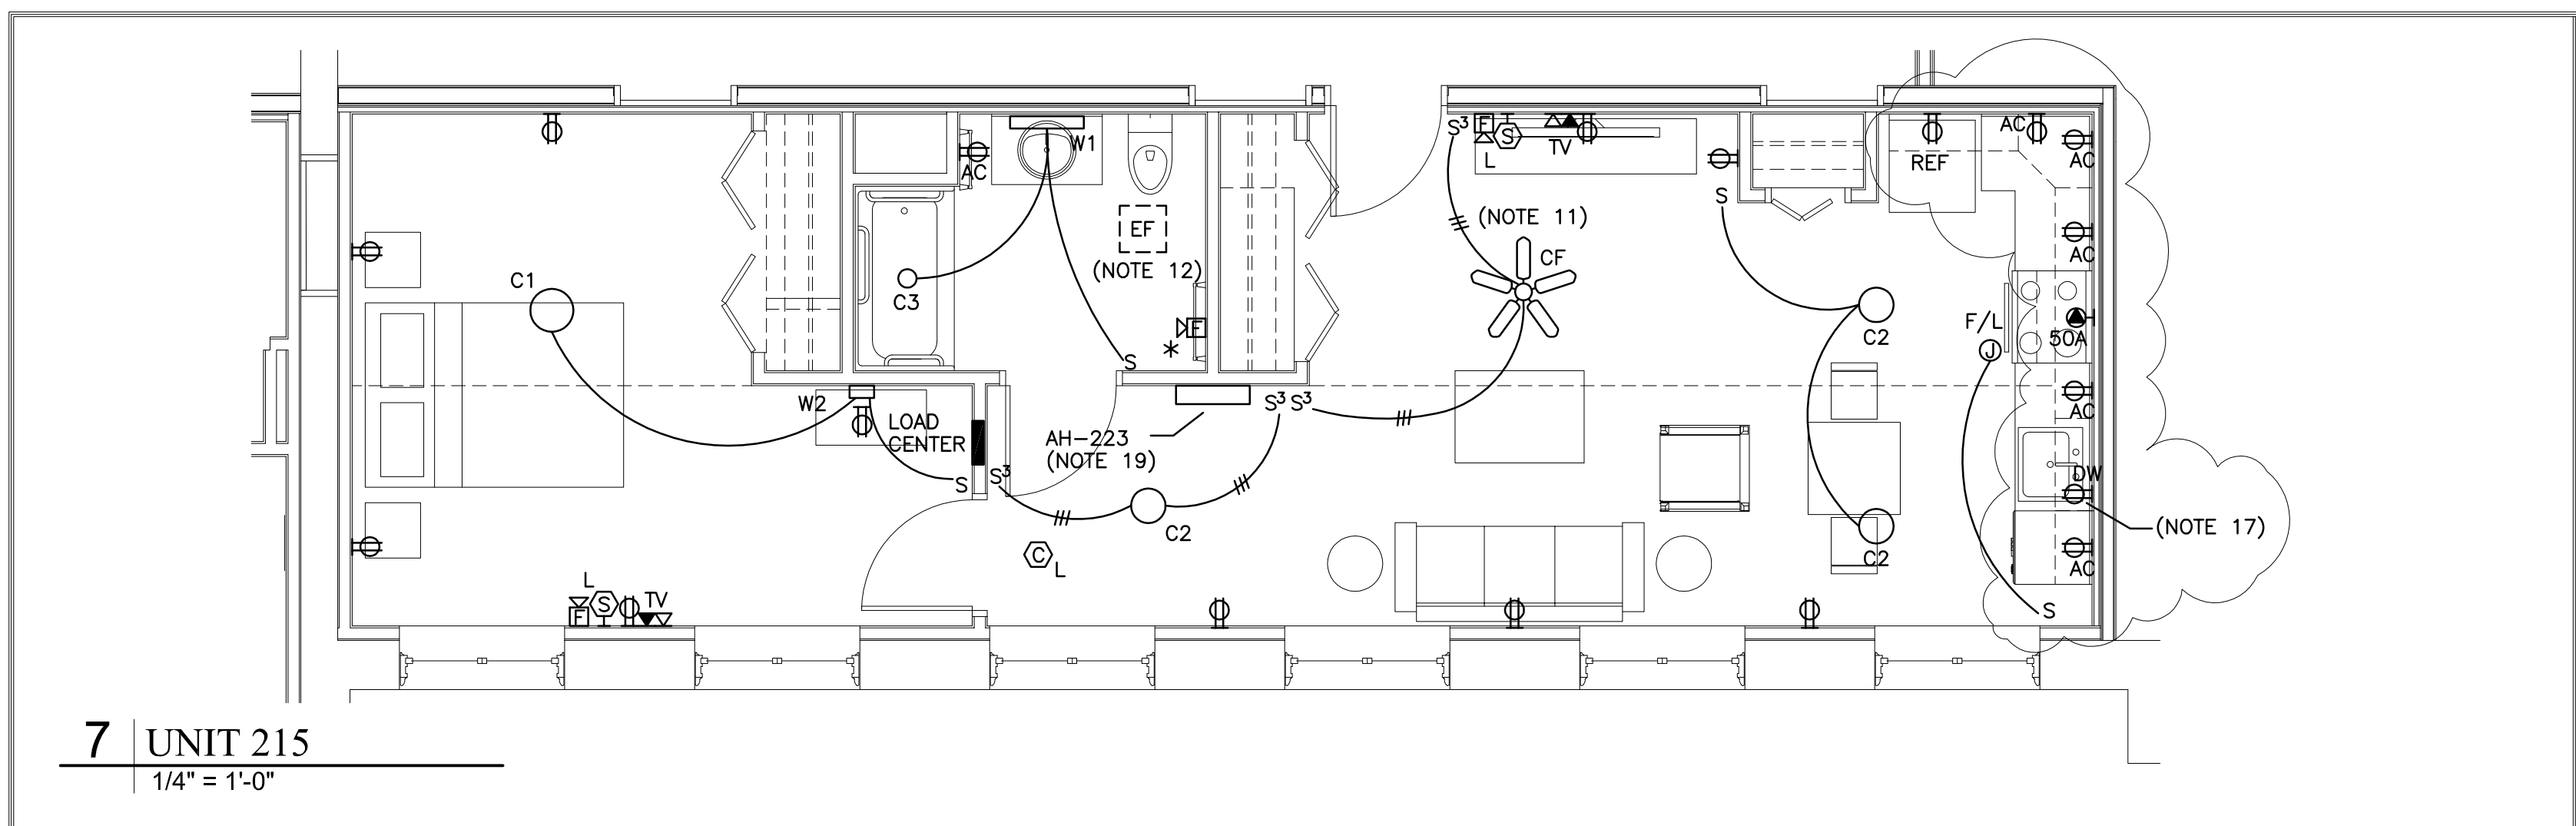 S³
F
S
L
TV
AC
AC
REF
W1
AC
S
(NOTE 11)
EF
AC
CF
(NOTE 12)
C1
C3
F/L
C2
50A
F
J
*
S
W2
LOAD
CENTER
AC
S³ S³
AH-223
(NOTE 19)
S
S³
DW
C2
(NOTE 17)
C
L
C2
AC
L
S
TV
F
S
7
UNIT 215
1/4" = 1'-0"